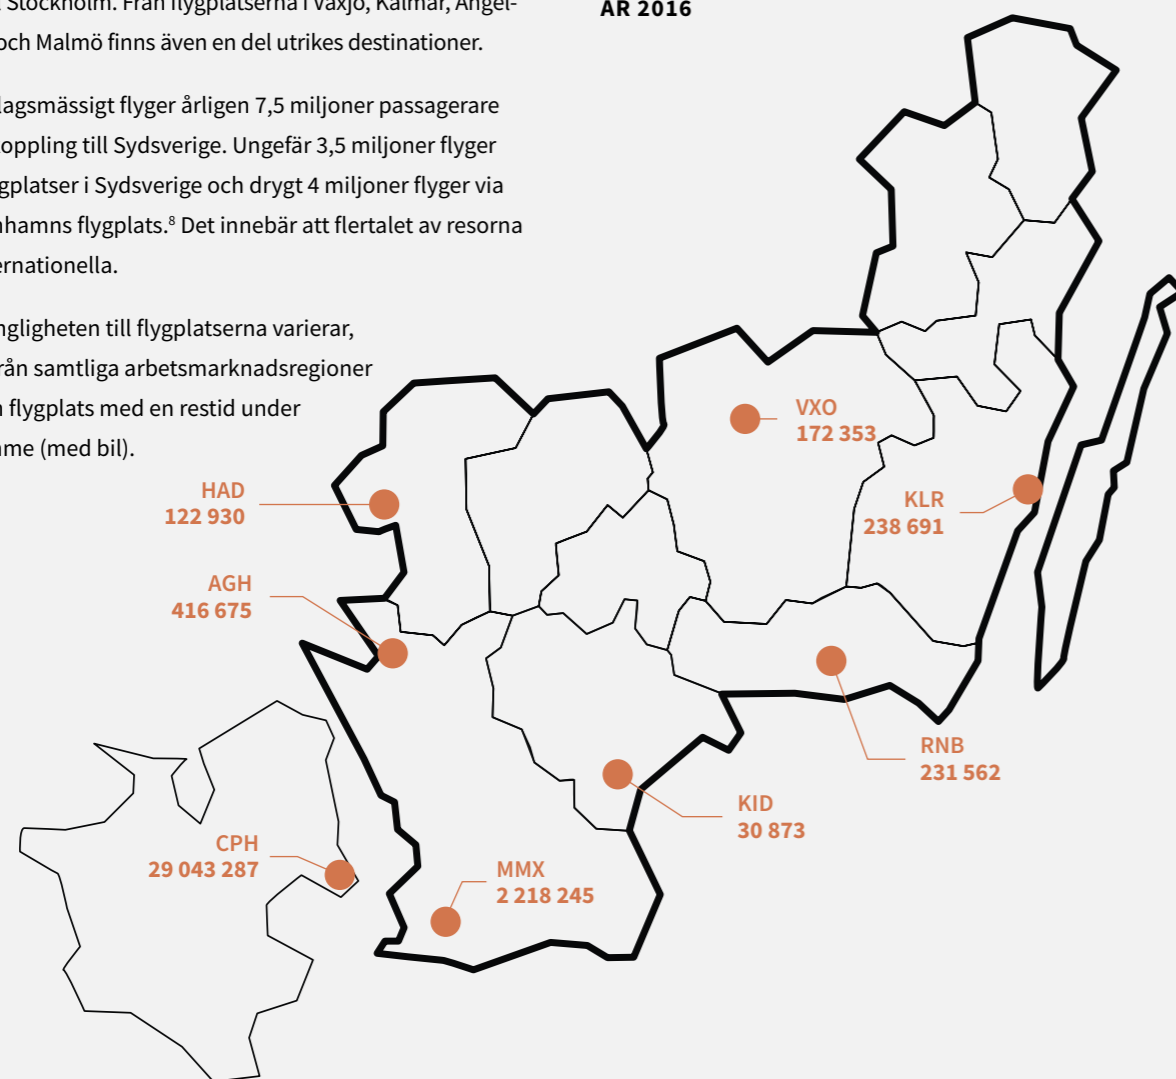 Stockholm. Från flygplatserna i Växjö, Kalmar, Ängel-
och Malmö finns även en del utrikes destinationer.
lagsmässigt flyger årligen 7,5 miljoner passagerare
oppling till Sydsverige. Ungefär 3,5 miljoner flyger
gplatser i Sydsverige och drygt 4 miljoner flyger via
nhamns flygplats.⁸ Det innebär att flertalet av resorna
ernationella.
ngligheten till flygplatserna varierar,
rån samtliga arbetsmarknadsregioner
n flygplats med en restid under
mme (med bil).
ÅR 2016
VXO
172 353
KLR
238 691
HAD
122 930
AGH
416 675
RNB
231 562
KID
30 873
CPH
29 043 287
MMX
2 218 245